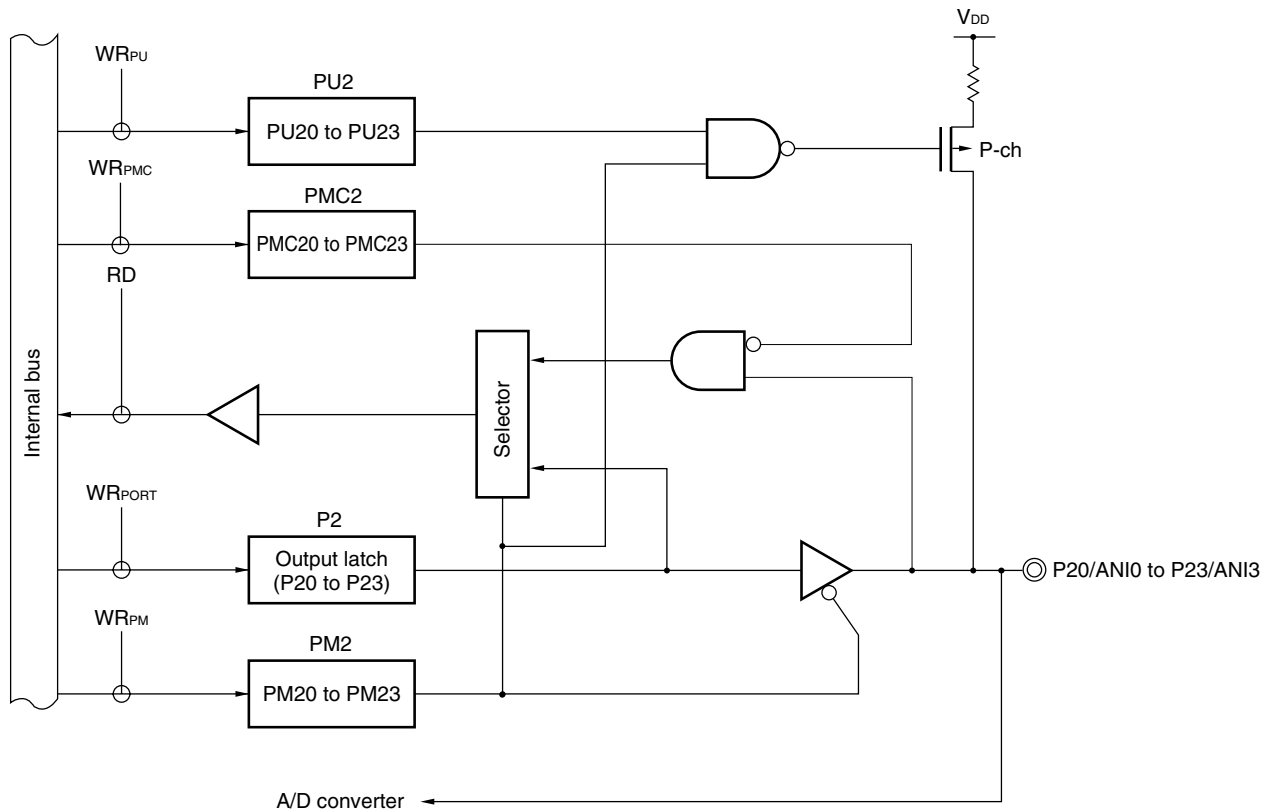 VDD
WRPU
PU2
PU20 to PU23
P-ch
WRPMC
PMC2
PMC20 to PMC23
RD
Internal bus
Selector
WRPORT
P2
Output latch
(P20 to P23)
P20/ANI0 to P23/ANI3
WRPM
PM2
PM20 to PM23
A/D converter